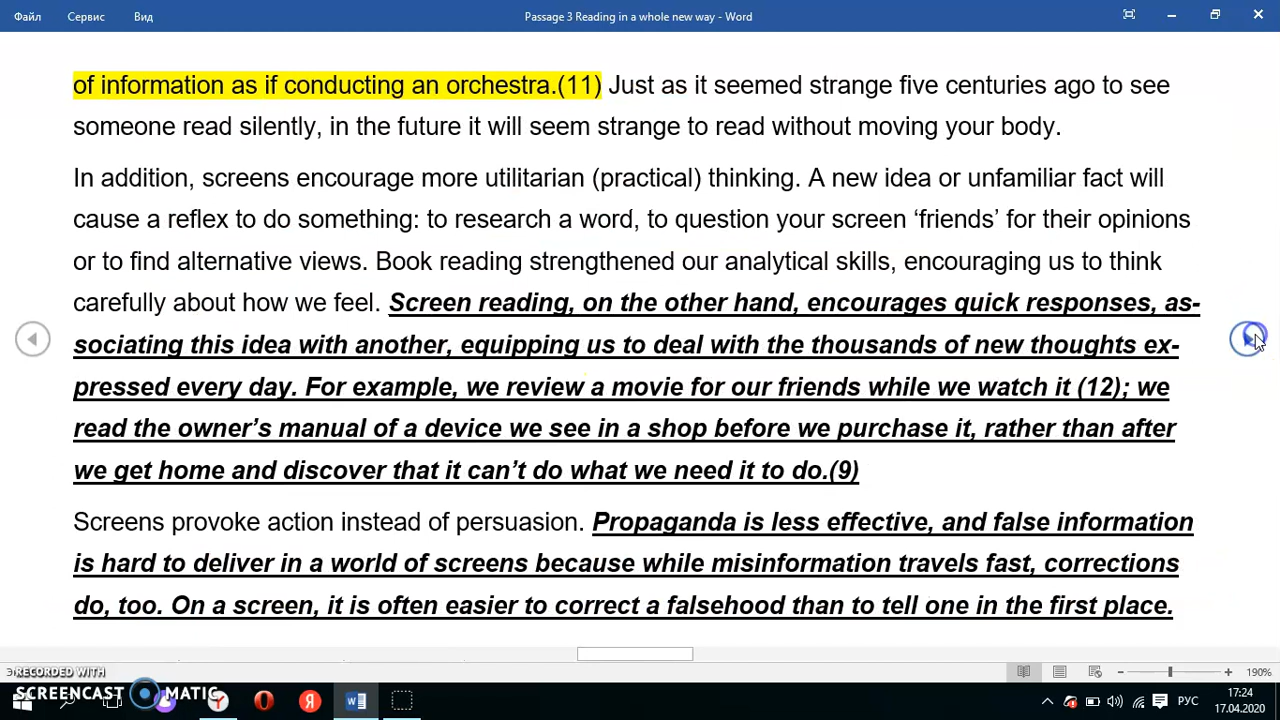 Файл Сервис Вид Passage 3 Reading in a whole new way - Word
of information as if conducting an orchestra.(11) Just as it seemed strange five centuries ago to see
someone read silently, in the future it will seem strange to read without moving your body.
In addition, screens encourage more utilitarian (practical) thinking. A new idea or unfamiliar fact will
cause a reflex to do something: to research a word, to question your screen ‘friends’ for their opinions
or to find alternative views. Book reading strengthened our analytical skills, encouraging us to think
carefully about how we feel. Screen reading, on the other hand, encourages quick responses, as-
sociating this idea with another, equipping us to deal with the thousands of new thoughts ex-
pressed every day. For example, we review a movie for our friends while we watch it (12); we
read the owner’s manual of a device we see in a shop before we purchase it, rather than after
we get home and discover that it can’t do what we need it to do.(9)
Screens provoke action instead of persuasion. Propaganda is less effective, and false information
is hard to deliver in a world of screens because while misinformation travels fast, corrections
do, too. On a screen, it is often easier to correct a falsehood than to tell one in the first place.
190%
RECORDED WITH
SCREENCAST MATIC
РУС
17:24
17.04.2020